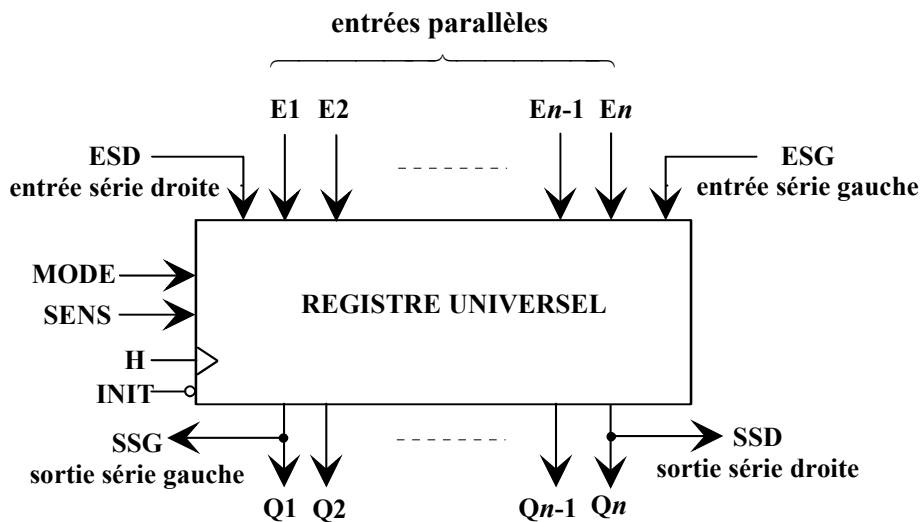 entrées parallèles
E1 E2 En-1 En
ESD
entrée série droite
ESG
entrée série gauche
MODE
SENS
H
INIT
REGISTRE UNIVERSEL
SSG
sortie série gauche
SSD
sortie série droite
Q1 Q2 Qn-1 Qn